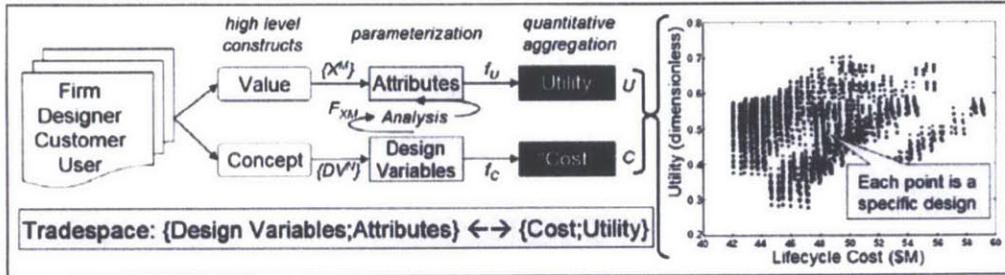 high level
constructs
parameterization
quantitative
aggregation
Firm
Designer
Customer
User
Value
{X^M}
Attributes
f_U
Utility
U
F_XM
Analysis
Concept
{DV^N}
Design
Variables
f_C
Cost
C
Tradespace: {Design Variables;Attributes} <--> {Cost;Utility}
Utility (dimensionless)
0.8
0.7
0.6
0.5
0.4
0.3
0.2
Each point is a
specific design
40 42 44 46 48 50 52 54 56 58 60
Lifecycle Cost ($M)